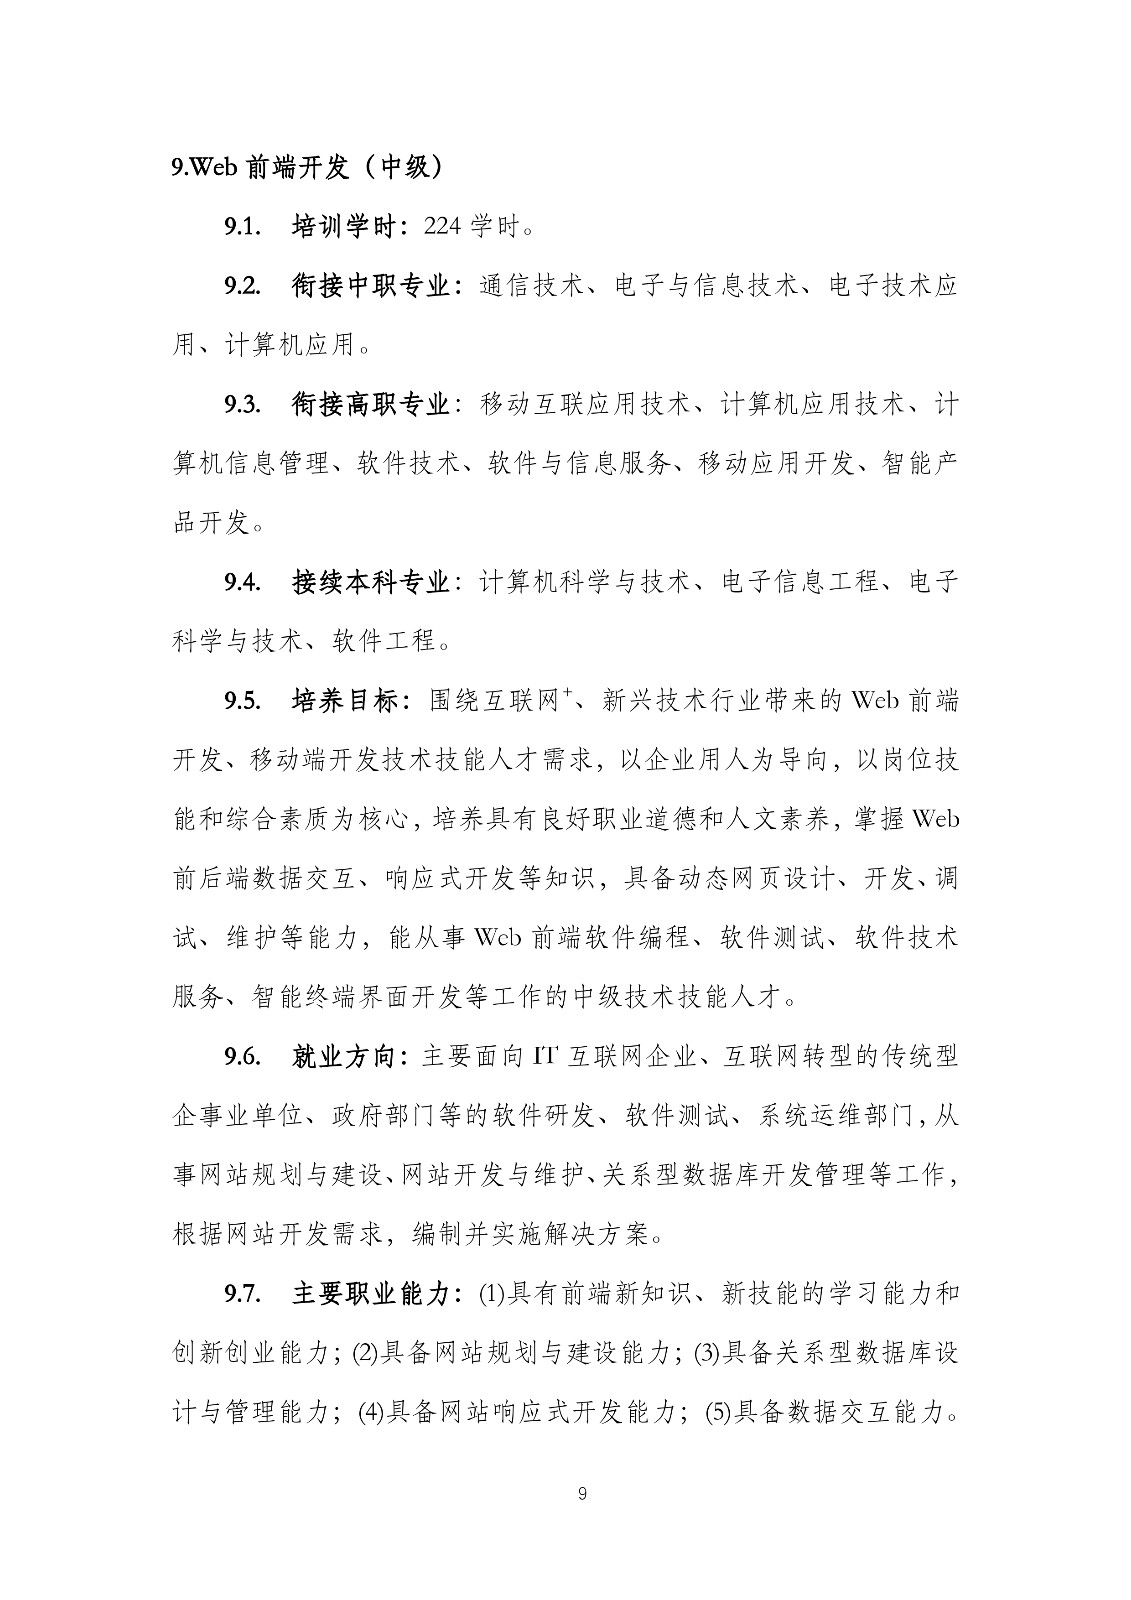 9.Web 前端开发（中级）
9.1. 培训学时：224 学时。
9.2. 衔接中职专业：通信技术、电子与信息技术、电子技术应
用、计算机应用。
9.3. 衔接高职专业：移动互联应用技术、计算机应用技术、计
算机信息管理、软件技术、软件与信息服务、移动应用开发、智能产
品开发。
9.4. 接续本科专业：计算机科学与技术、电子信息工程、电子
科学与技术、软件工程。
9.5. 培养目标：围绕互联网⁺、新兴技术行业带来的 Web 前端
开发、移动端开发技术技能人才需求，以企业用人为导向，以岗位技
能和综合素质为核心，培养具有良好职业道德和人文素养，掌握 Web
前后端数据交互、响应式开发等知识，具备动态网页设计、开发、调
试、维护等能力，能从事 Web 前端软件编程、软件测试、软件技术
服务、智能终端界面开发等工作的中级技术技能人才。
9.6. 就业方向：主要面向 IT 互联网企业、互联网转型的传统型
企事业单位、政府部门等的软件研发、软件测试、系统运维部门，从
事网站规划与建设、网站开发与维护、关系型数据库开发管理等工作，
根据网站开发需求，编制并实施解决方案。
9.7. 主要职业能力：(1)具有前端新知识、新技能的学习能力和
创新创业能力；(2)具备网站规划与建设能力；(3)具备关系型数据库设
计与管理能力；(4)具备网站响应式开发能力；(5)具备数据交互能力。
9